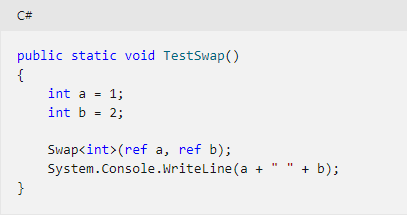 C#
public static void TestSwap()
{
    int a = 1;
    int b = 2;

    Swap<int>(ref a, ref b);
    System.Console.WriteLine(a + " " + b);
}